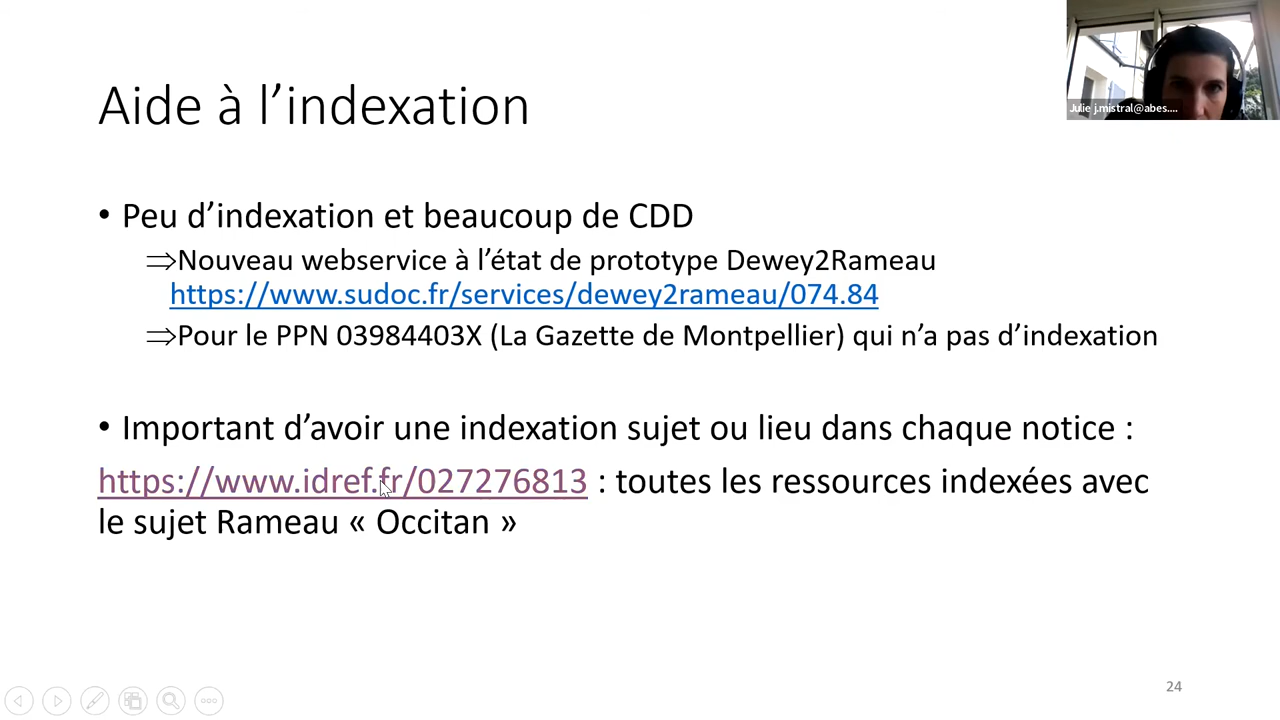 Julie j.mistral@abes....
Aide à l’indexation
• Peu d’indexation et beaucoup de CDD
⇒Nouveau webservice à l’état de prototype Dewey2Rameau
https://www.sudoc.fr/services/dewey2rameau/074.84
⇒Pour le PPN 03984403X (La Gazette de Montpellier) qui n’a pas d’indexation
• Important d’avoir une indexation sujet ou lieu dans chaque notice :
https://www.idref.fr/027276813 : toutes les ressources indexées avec
le sujet Rameau « Occitan »
24